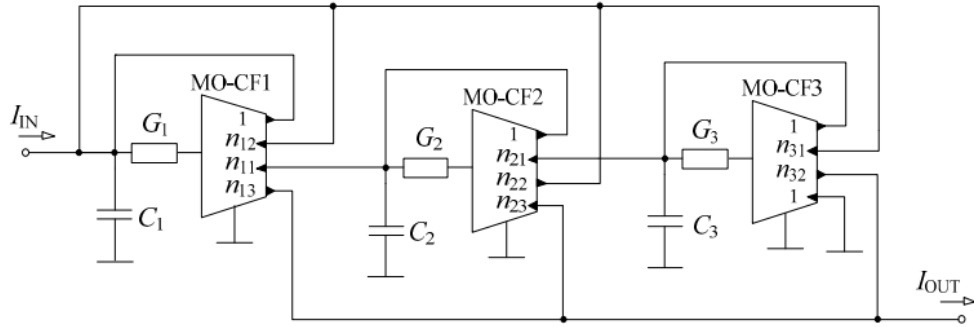 MO-CF1
MO-CF2
MO-CF3
I_IN
G_1
G_2
G_3
1
n_12
n_11
n_13
1
n_21
n_22
n_23
1
n_31
n_32
1
C_1
C_2
C_3
I_OUT